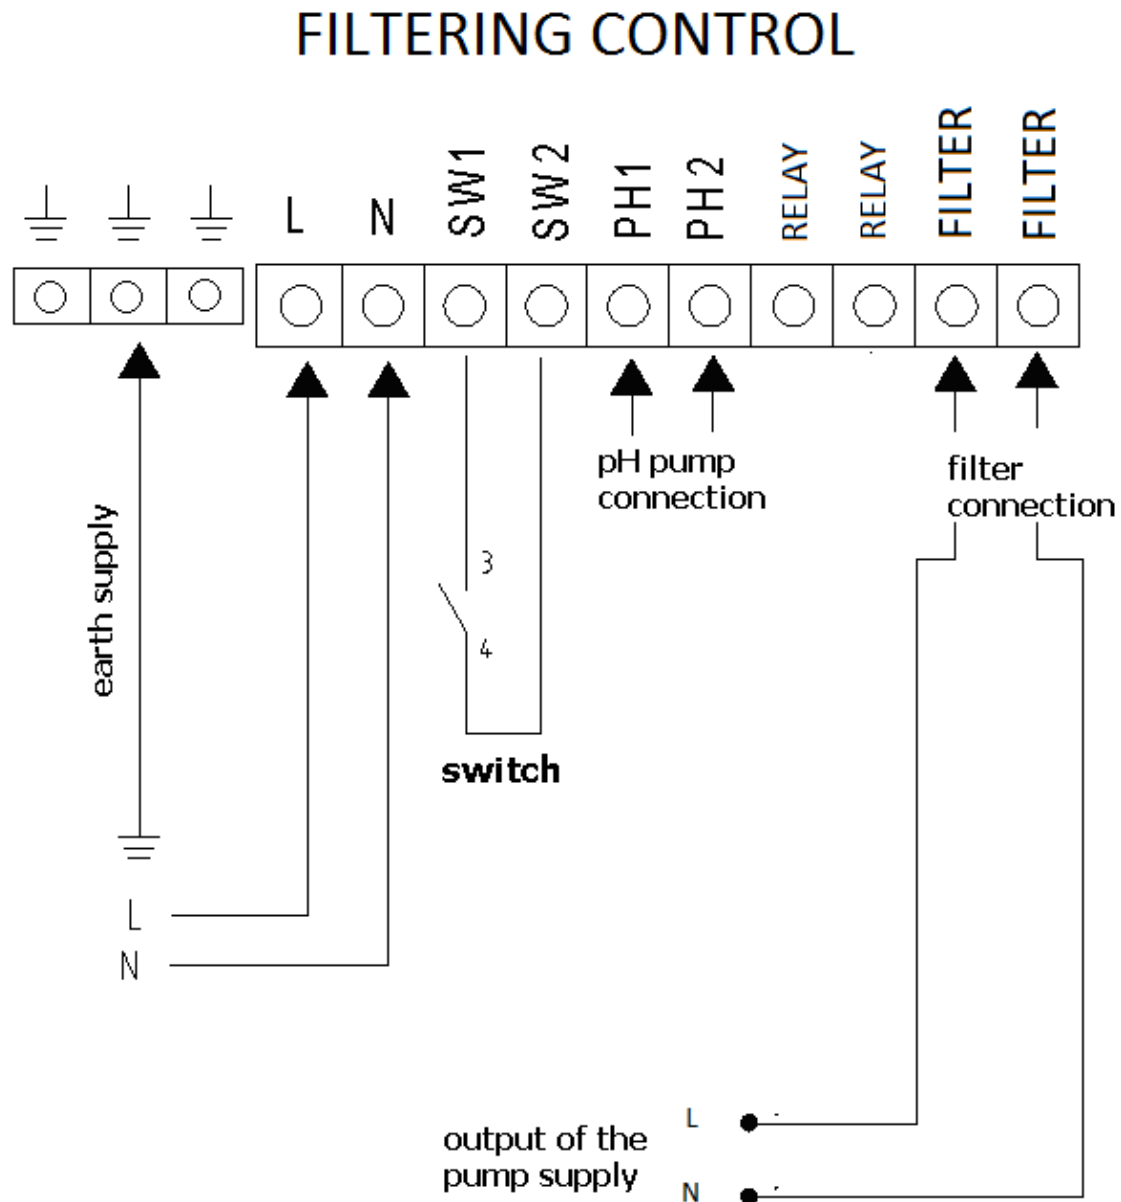 FILTERING CONTROL
L
N
SW1
SW2
PH1
PH2
RELAY
RELAY
FILTER
FILTER
pH pump
connection
filter
connection
earth supply
3
4
switch
L
N
output of the
pump supply
L
N